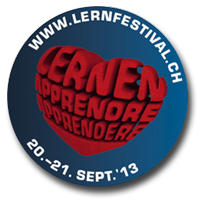 WWW.LERNFESTIVAL.CH
LERNEN
APPRENDRE
APPRENDERE
20.–21. SEPT.'13